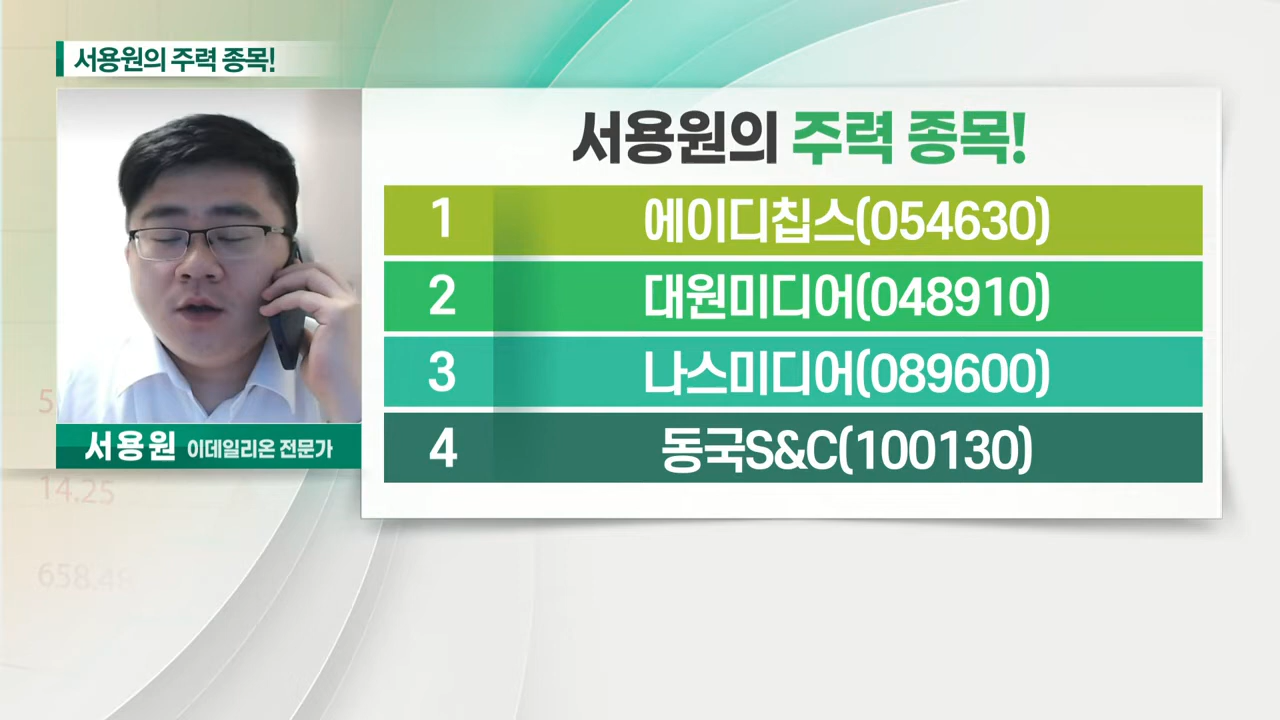 서용원의 주력 종목!
서용원의 주력 종목!
1 에이디칩스(054630)
2 대원미디어(048910)
3 나스미디어(089600)
4 동국S&C(100130)
서용원 이데일리온 전문가
14.25